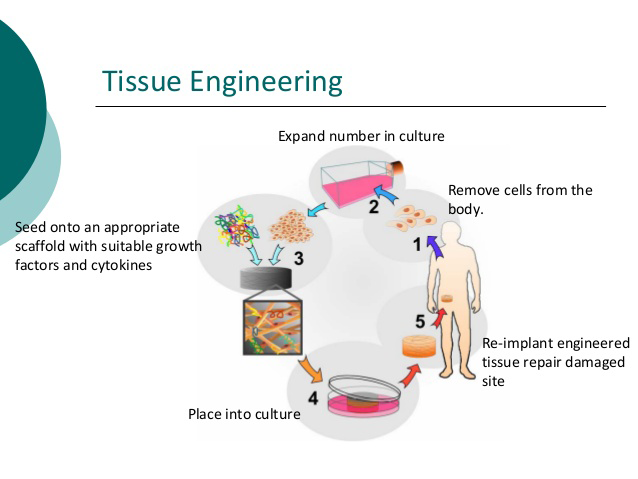 Tissue Engineering
Expand number in culture
Remove cells from the
body.
2
1
Seed onto an appropriate
scaffold with suitable growth
factors and cytokines
3
5
Re-implant engineered
tissue repair damaged
site
4
Place into culture